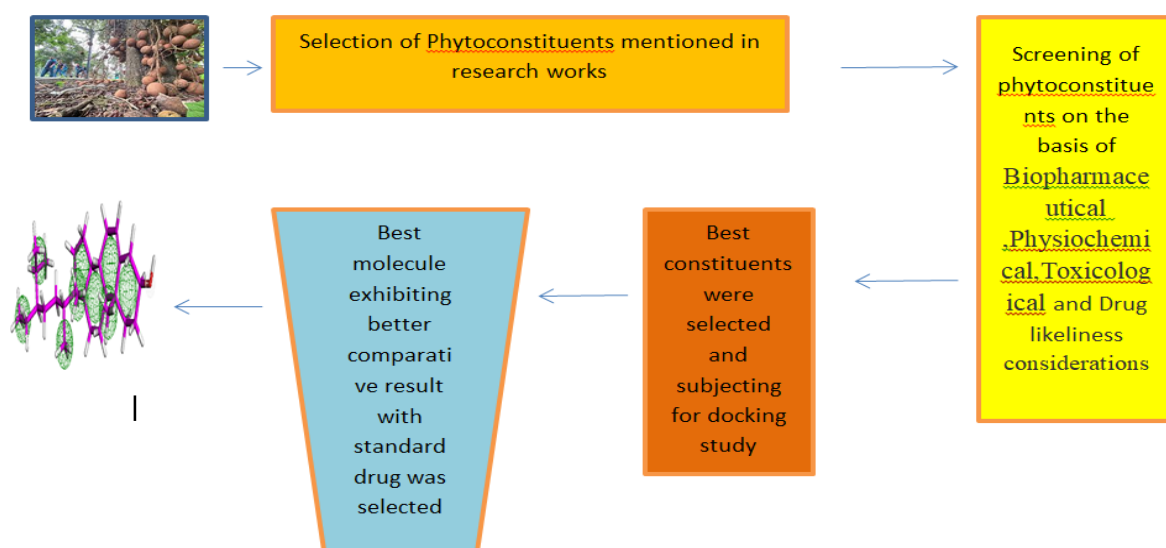 Selection of Phytoconstituents mentioned in
research works
Screening of
phytoconstitue
nts on the
basis of
Biopharmace
utical
,Physiochemi
cal,Toxicolog
ical and Drug
likeliness
considerations
Best
constituents
were
selected
and
subjecting
for docking
study
Best
molecule
exhibiting
better
comparati
ve result
with
standard
drug was
selected